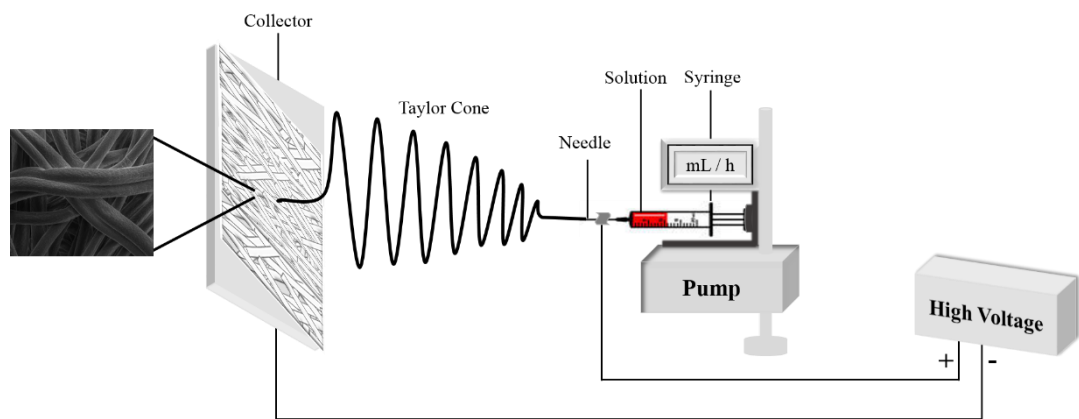 Collector
Taylor Cone
Needle
Solution
Syringe
mL / h
Pump
High Voltage
+ -